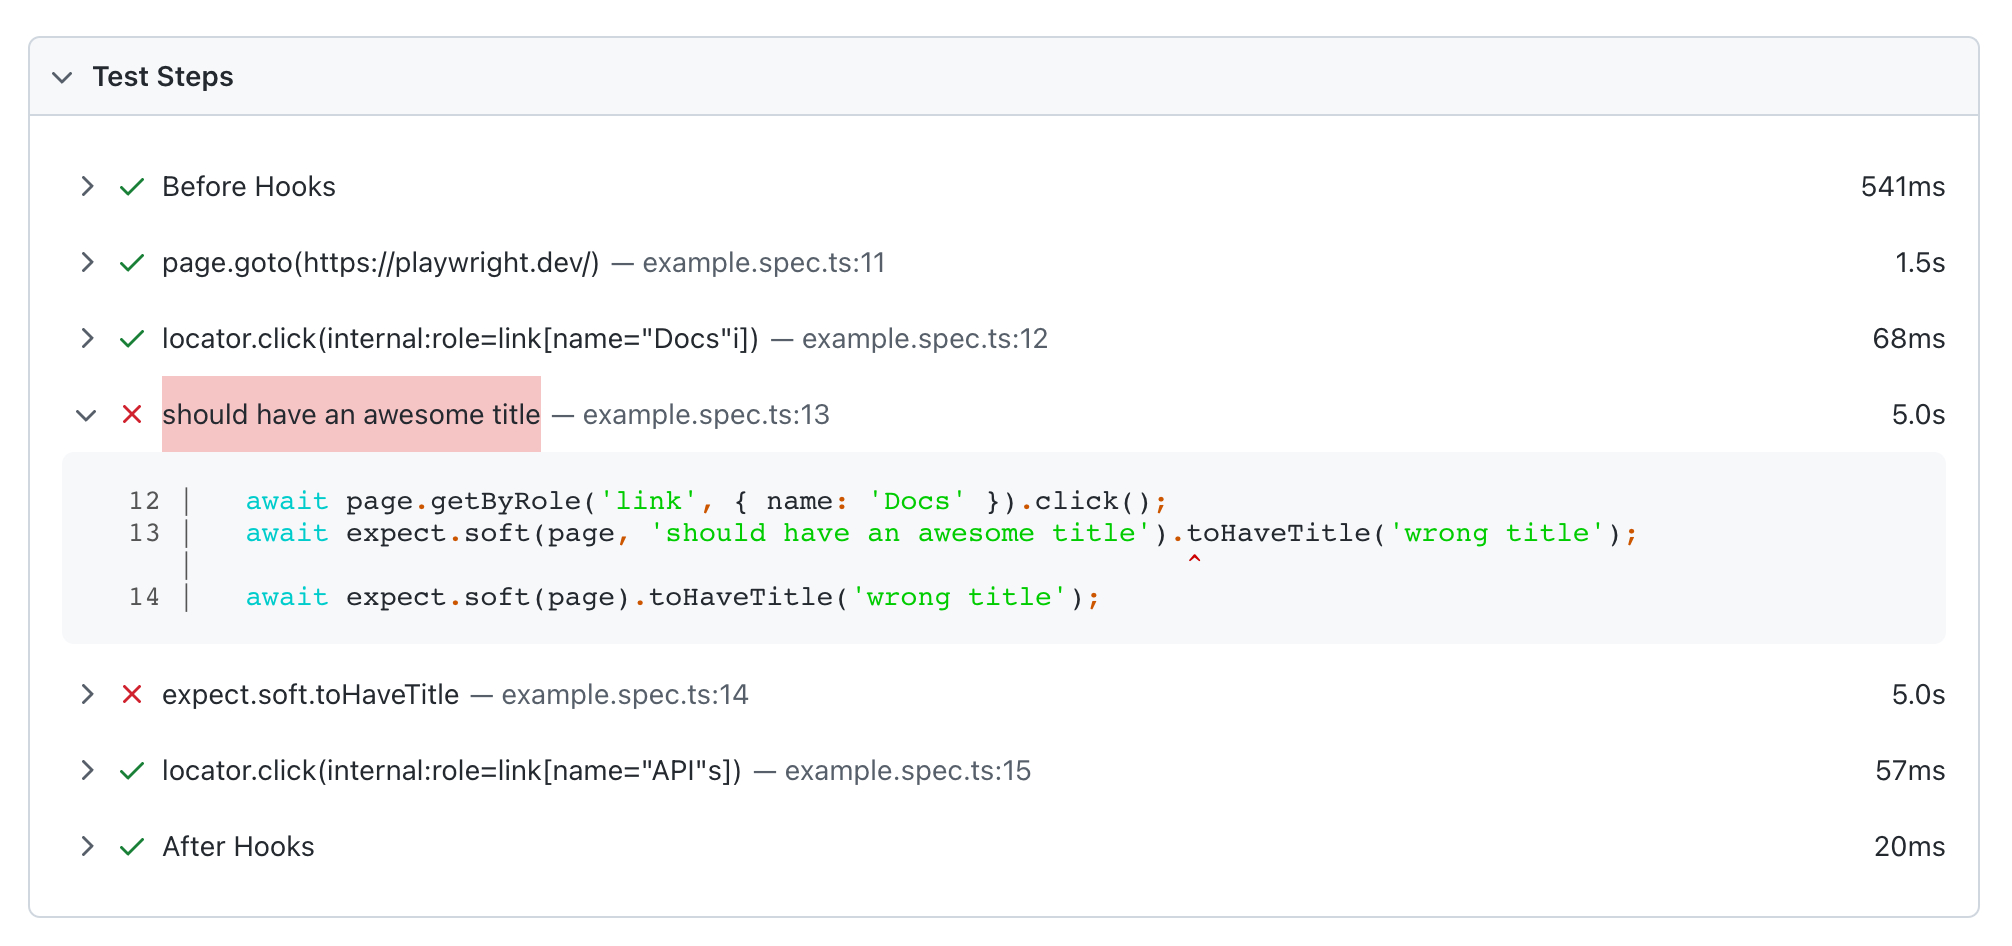 Test Steps
Before Hooks 541ms
page.goto(https://playwright.dev/) — example.spec.ts:11 1.5s
locator.click(internal:role=link[name="Docs"i]) — example.spec.ts:12 68ms
should have an awesome title — example.spec.ts:13 5.0s
12 |    await page.getByRole('link', { name: 'Docs' }).click();
13 |    await expect.soft(page, 'should have an awesome title').toHaveTitle('wrong title');
|                                                         ^
14 |    await expect.soft(page).toHaveTitle('wrong title');
expect.soft.toHaveTitle — example.spec.ts:14 5.0s
locator.click(internal:role=link[name="API"s]) — example.spec.ts:15 57ms
After Hooks 20ms